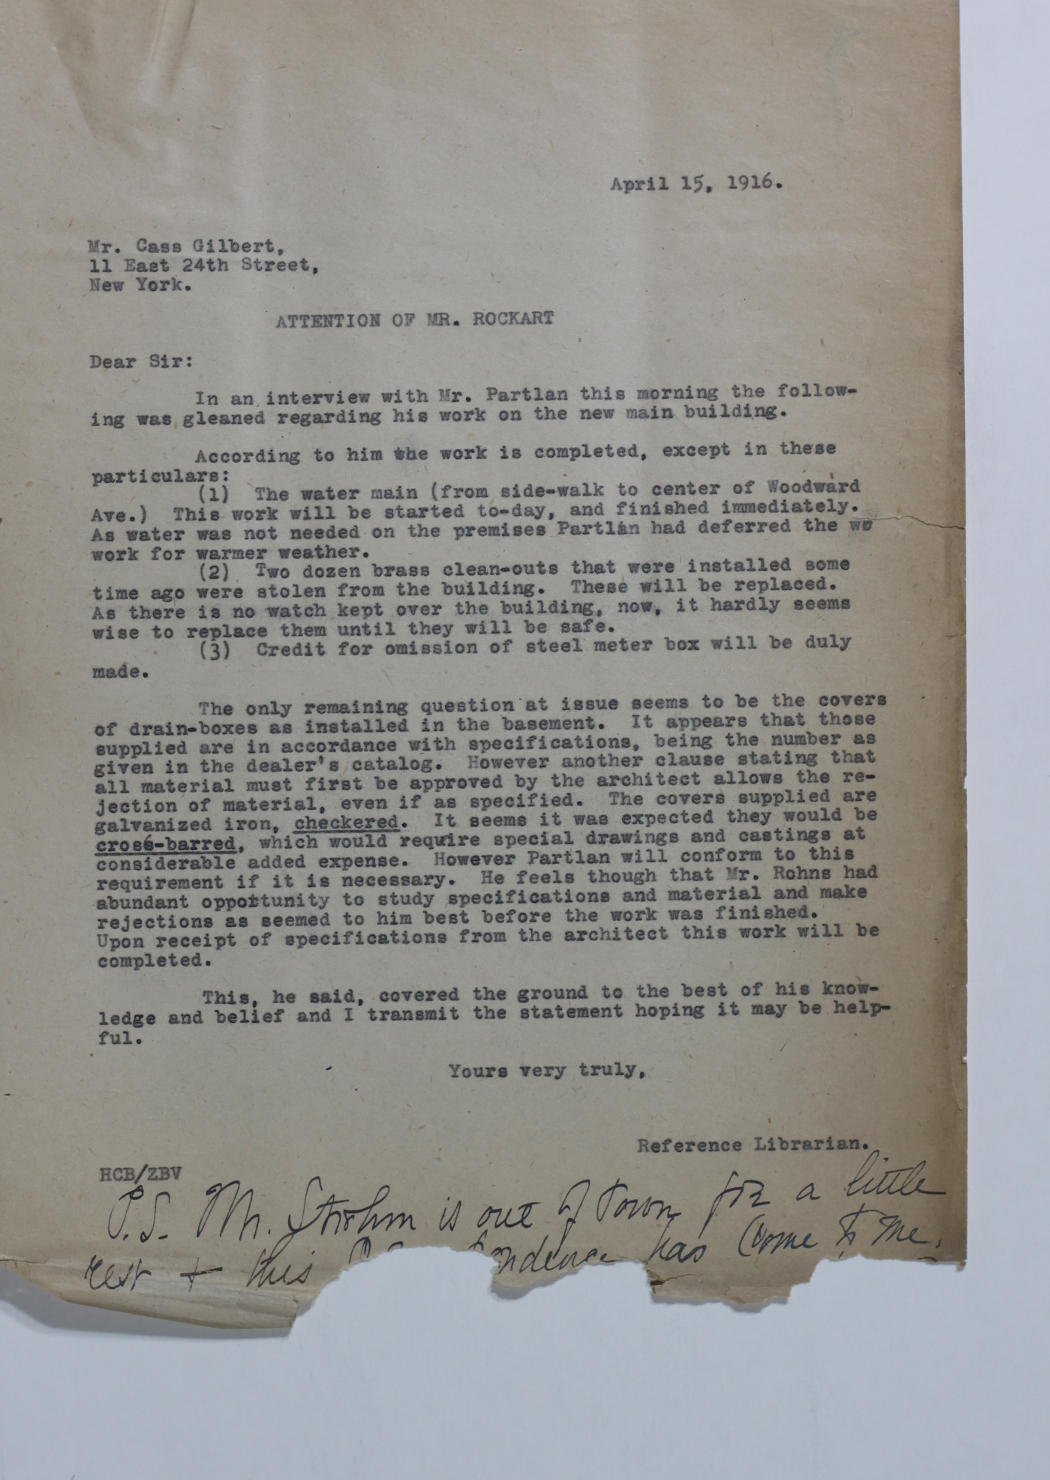 April 15, 1916.
Mr. Cass Gilbert,
11 East 24th Street,
New York.
ATTENTION OF MR. ROCKART
Dear Sir:
In an interview with Mr. Partlan this morning the follow-
ing was gleaned regarding his work on the new main building.
According to him the work is completed, except in these
particulars:
(1) The water main (from side-walk to center of Woodward
Ave.) This work will be started to-day, and finished immediately.
As water was not needed on the premises Partlan had deferred the wo
work for warmer weather.
(2) Two dozen brass clean-outs that were installed some
time ago were stolen from the building. These will be replaced.
As there is no watch kept over the building, now, it hardly seems
wise to replace them until they will be safe.
(3) Credit for omission of steel meter box will be duly
made.
The only remaining question at issue seems to be the covers
of drain-boxes as installed in the basement. It appears that those
supplied are in accordance with specifications, being the number as
given in the dealer's catalog. However another clause stating that
all material must first be approved by the architect allows the re-
jection of material, even if as specified. The covers supplied are
galvanized iron, checkered. It seems it was expected they would be
cross-barred, which would require special drawings and castings at
considerable added expense. However Partlan will conform to this
requirement if it is necessary. He feels though that Mr. Rohns had
abundant opportunity to study specifications and material and make
rejections as seemed to him best before the work was finished.
Upon receipt of specifications from the architect this work will be
completed.
This, he said, covered the ground to the best of his know-
ledge and belief and I transmit the statement hoping it may be help-
ful.
Yours very truly,
Reference Librarian.
HCB/ZBV
P.S. Mr. Strohm is out of town for a little
rest + this has come to me.